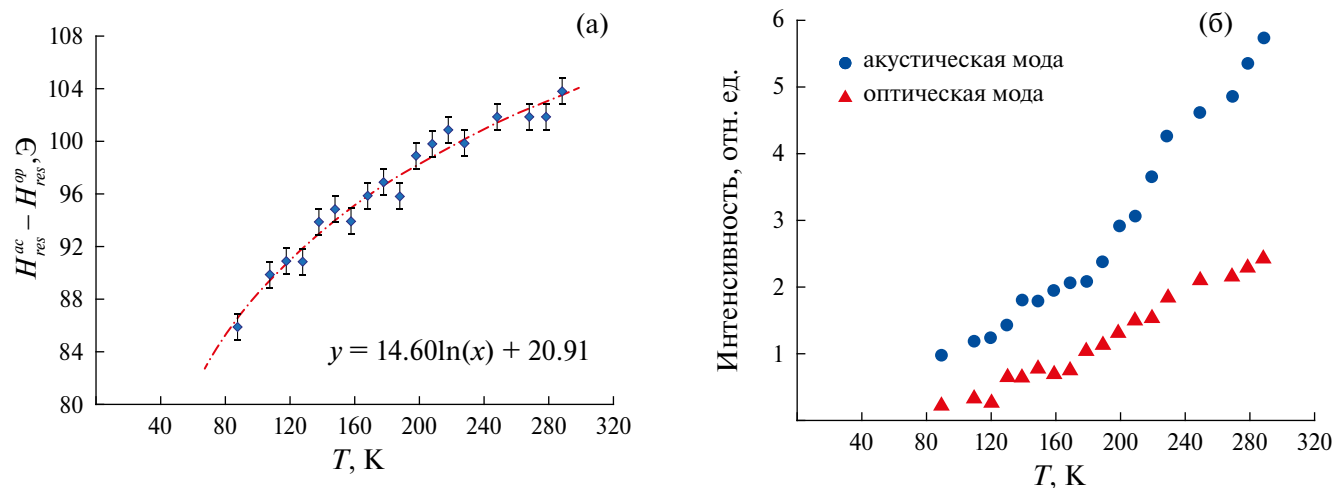 (а)
H_{res}^{ac} – H_{res}^{op}, Э
108
104
100
96
92
88
84
80
40 80 120 160 200 240 280 320
T, K
y = 14.60ln(x) + 20.91
(б)
Интенсивность, отн. ед.
6
5
4
3
2
1
акустическая мода
оптическая мода
40 80 120 160 200 240 280 320
T, K